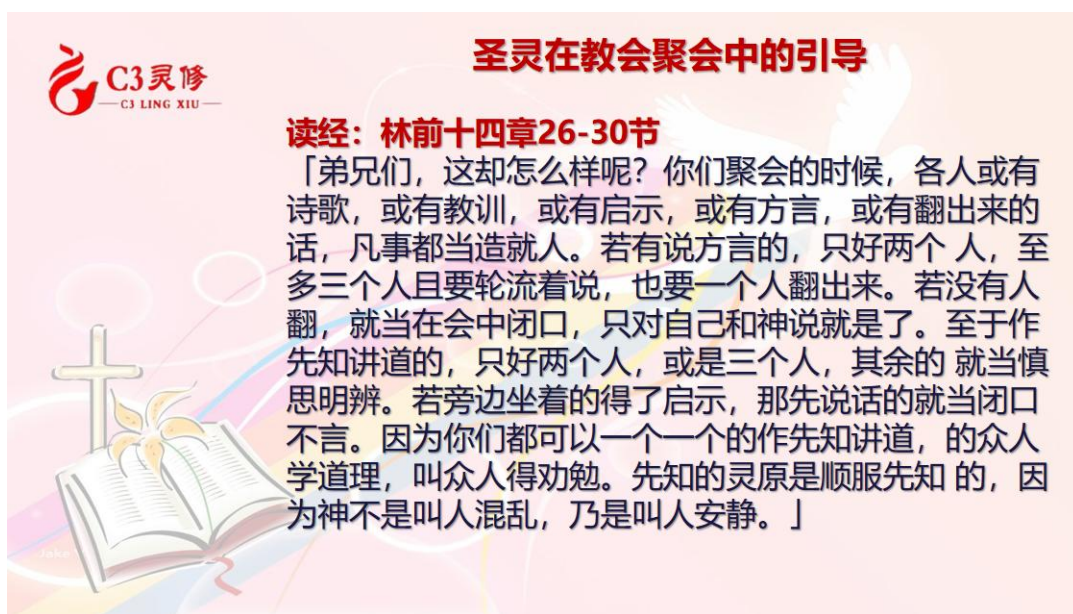 圣灵在教会聚会中的引导
C3灵修
C3 LING XIU
读经：林前十四章26-30节
「弟兄们，这却怎么样呢？你们聚会的时候，各人或有
诗歌，或有教训，或有启示，或有方言，或有翻出来的
话，凡事都当造就人。若有说方言的，只好两个 人，至
多三个人且要轮流着说，也要一个人翻出来。若没有人
翻，就当在会中闭口，只对自己和神说就是了。至于作
先知讲道的，只好两个人，或是三个人，其余的 就当慎
思明辨。若旁边坐着的得了启示，那先说话的就当闭口
不言。因为你们都可以一个一个的作先知讲道，的众人
学道理，叫众人得劝勉。先知的灵原是顺服先知 的，因
为神不是叫人混乱，乃是叫人安静。」